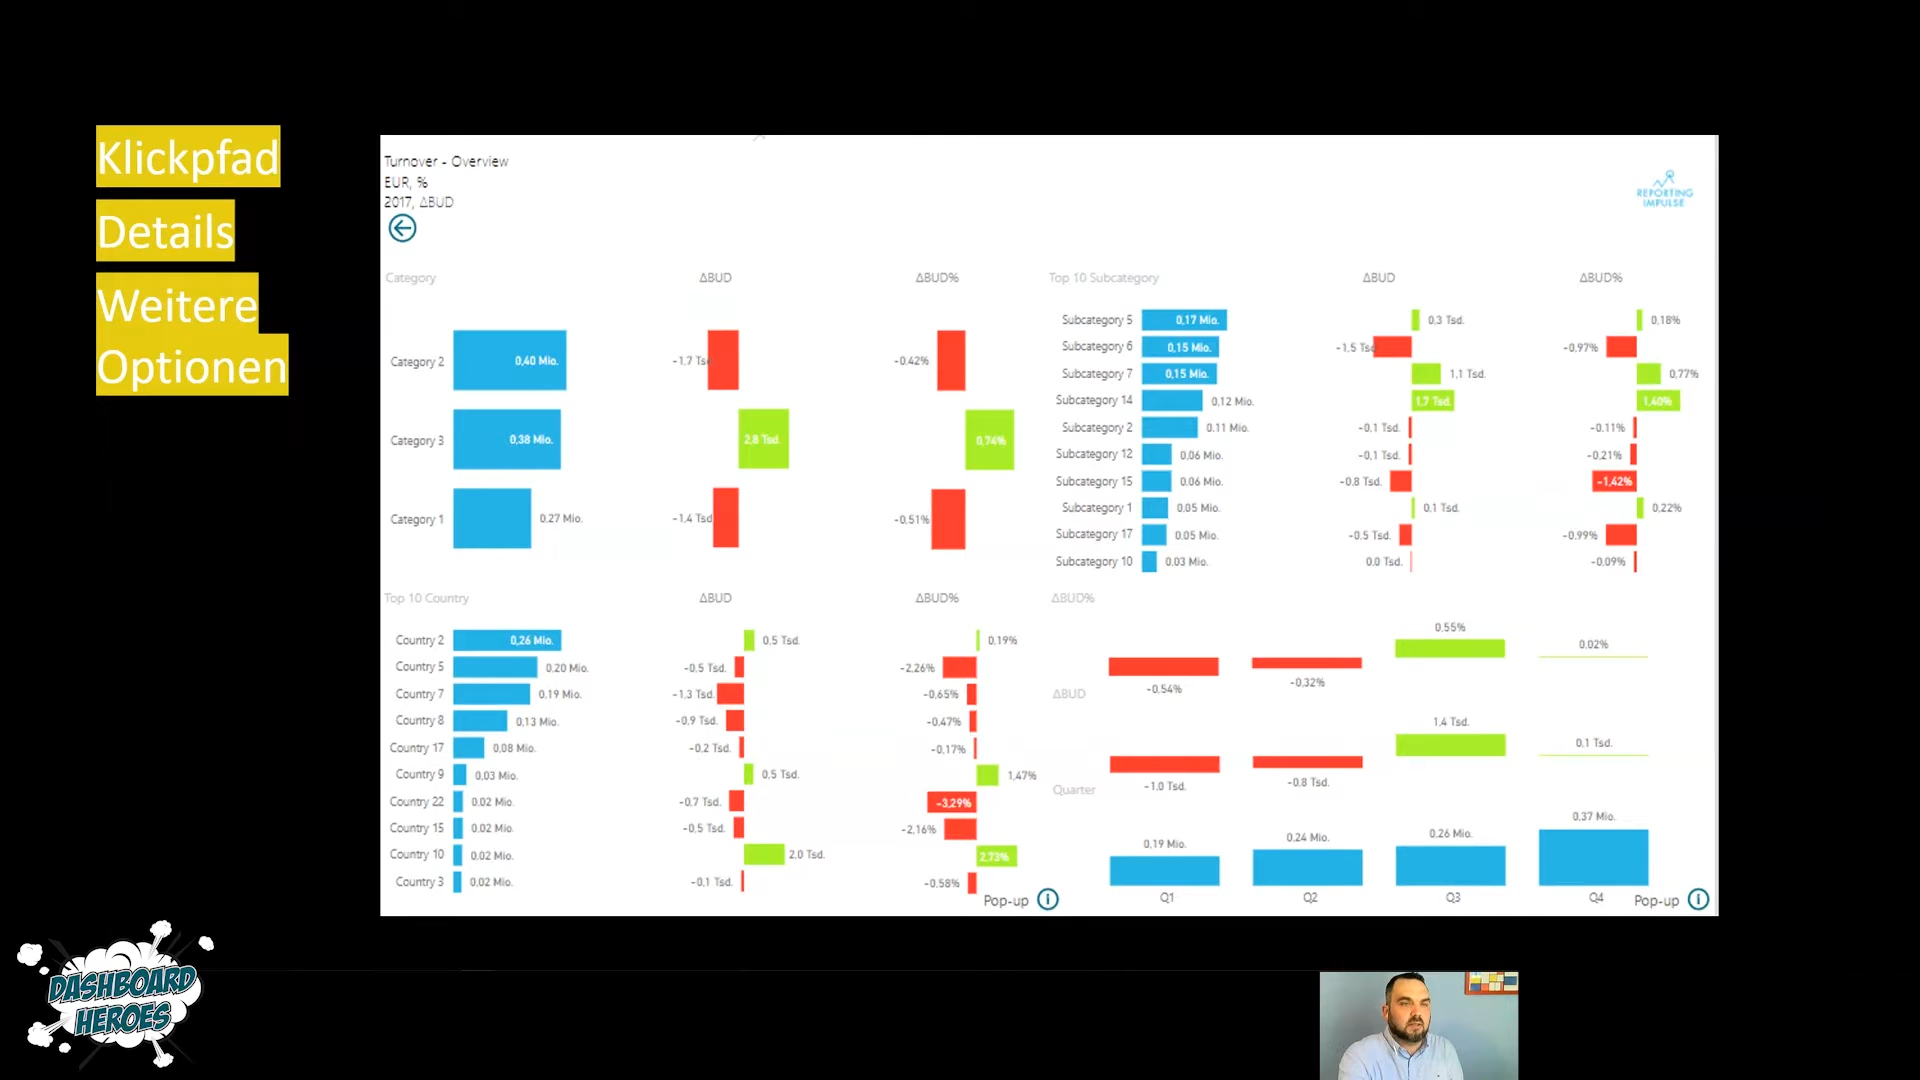 Klickpfad
Details
Weitere
Optionen
Turnover - Overview
EUR, %
2017, ΔBUD
REPORTING
IMPULSE
Category ΔBUD ΔBUD%
Category 2 0,40 Mio. -1,7 Ts -0.42%
Category 3 0,38 Mio. 2,8 Tsd. 0,74%
Category 1 0,27 Mio. -1,4 Tsd -0,51%
Top 10 Subcategory ΔBUD ΔBUD%
Subcategory 5 0,17 Mio. 0,3 Tsd. 0,18%
Subcategory 6 0,15 Mio. -1,5 Tsd -0,97%
Subcategory 7 0,15 Mio. 1,1 Tsd. 0,77%
Subcategory 14 0,12 Mio. 1,7 Tsd. 1,40%
Subcategory 2 0.11 Mio. -0,1 Tsd. -0,11%
Subcategory 12 0,06 Mio. -0,1 Tsd. -0,21%
Subcategory 15 0,06 Mio. -0,8 Tsd. -1,42%
Subcategory 1 0,05 Mio. 0,1 Tsd. 0,22%
Subcategory 17 0,05 Mio. -0,5 Tsd. -0,99%
Subcategory 10 0,03 Mio. 0,0 Tsd. -0,09%
Top 10 Country ΔBUD ΔBUD%
Country 2 0,26 Mio. 0,5 Tsd. 0,19%
Country 5 0,20 Mio. -0,5 Tsd. -2,26%
Country 7 0,19 Mio. -1,3 Tsd. -0,65%
Country 8 0,13 Mio. -0,9 Tsd. -0,47%
Country 17 0,08 Mio. -0,2 Tsd. -0,17%
Country 9 0,03 Mio. 0,5 Tsd. 1,47%
Country 22 0,02 Mio. -0,7 Tsd. -3,29%
Country 15 0,02 Mio. -0,5 Tsd. -2,16%
Country 10 0,02 Mio. 2,0 Tsd. 2,73%
Country 3 0,02 Mio. -0,1 Tsd. -0,58%
Pop-up i
ΔBUD%
-0,54% -0,32% 0,55% 0,02%
ΔBUD
-1,0 Tsd. -0,8 Tsd. 1,4 Tsd. 0,1 Tsd.
Quarter
0,19 Mio. 0,24 Mio. 0,26 Mio. 0,37 Mio.
Q1 Q2 Q3 Q4
Pop-up i
DASHBOARD
HEROES